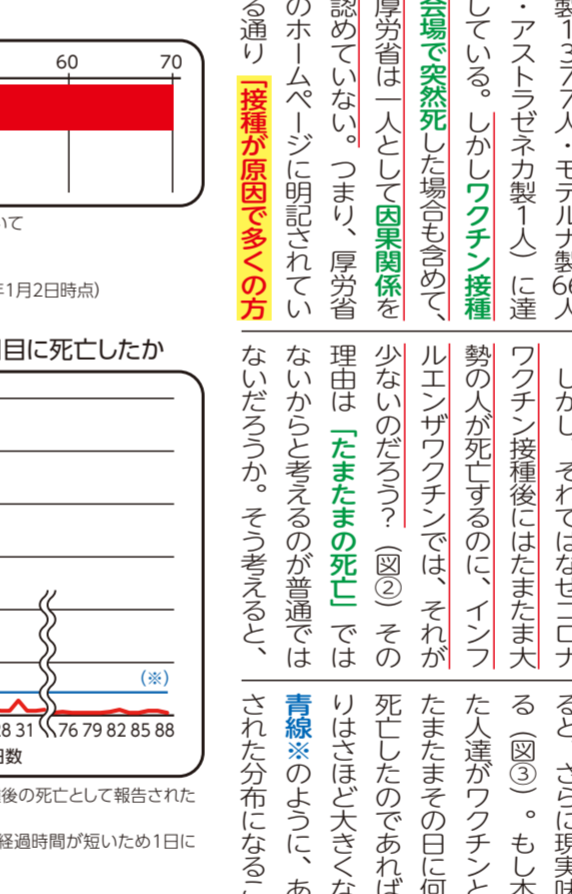 製1377人・モデルナ製66人
・アストラゼネカ製1人）に達
している。しかしワクチン接種
会場で突然死した場合も含めて、
厚労省は一人として因果関係を
認めていない。つまり、厚労省
のホームページに明記されてい
る通り「接種が原因で多くの方
しかし、それではなぜコロナ
ワクチン接種後にはたまたま大
勢の人が死亡するのに、インフ
ルエンザワクチンでは、それが
少ないのだろう？（図②）その
理由は「たまたまの死亡」では
ないからと考えるのが普通では
ないだろうか。そう考えると、
ると、さらに現実味
る（図③）。もし本
た人達がワクチンと
たまたまその日に何
死亡したのであれば
りはさほど大きくな
青線※のように、あ
された分布になるこ
60 70
いて
年1月2日時点）
日目に死亡したか
(※)
28 31 76 79 82 85 88
日数
後の死亡として報告された
経過時間が短いため1日に